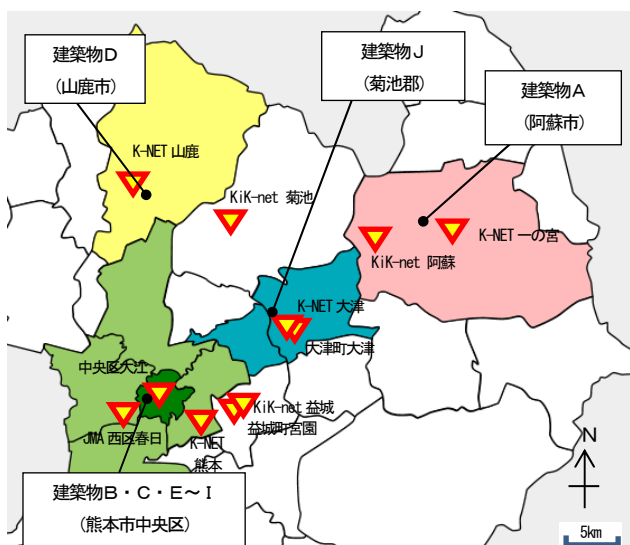 建築物D
(山鹿市)
建築物J
(菊池郡)
建築物A
(阿蘇市)
K-NET 山鹿
KiK-net 菊池
K-NET 一の宮
KiK-net 阿蘇
K-NET 大津
大津町大津
中央区大江
KiK-net 益城
益城町宮園
JMA 西区春日
K-NET
熊本
建築物B・C・E～I
(熊本市中央区)
N
5km